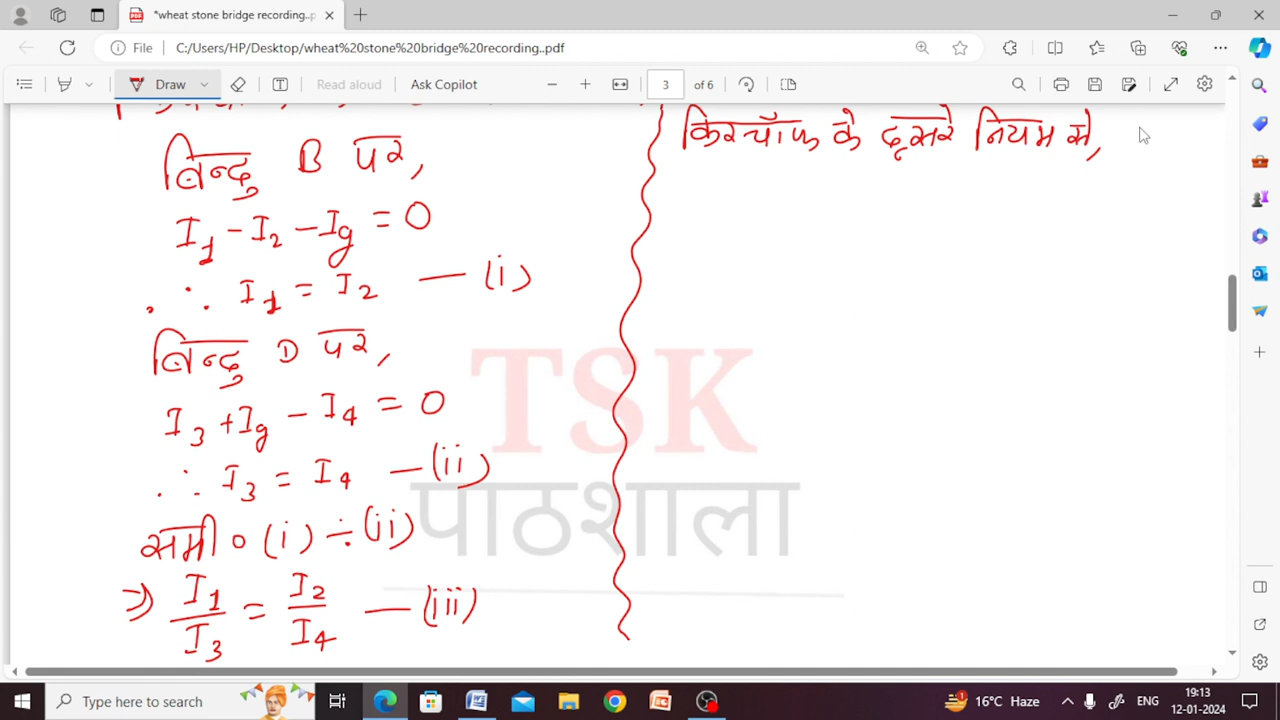 *wheat stone bridge recording..p
File
C:/Users/HP/Desktop/wheat%20stone%20bridge%20recording..pdf
Draw
Read aloud
Ask Copilot
3
of 6
बिन्दु B पर,
I1 - I2 - Ig = 0
∴ I1 = I2 — (i)
बिन्दु D पर,
I3 + Ig - I4 = 0
∴ I3 = I4 — (ii)
समी० (i) ÷ (ii)
⇒ I1/I3 = I2/I4 — (iii)
किरचॉफ के दूसरे नियम से,
TSK
पाठशाला
Type here to search
1
16°C Haze
ENG
19:13
12-01-2024